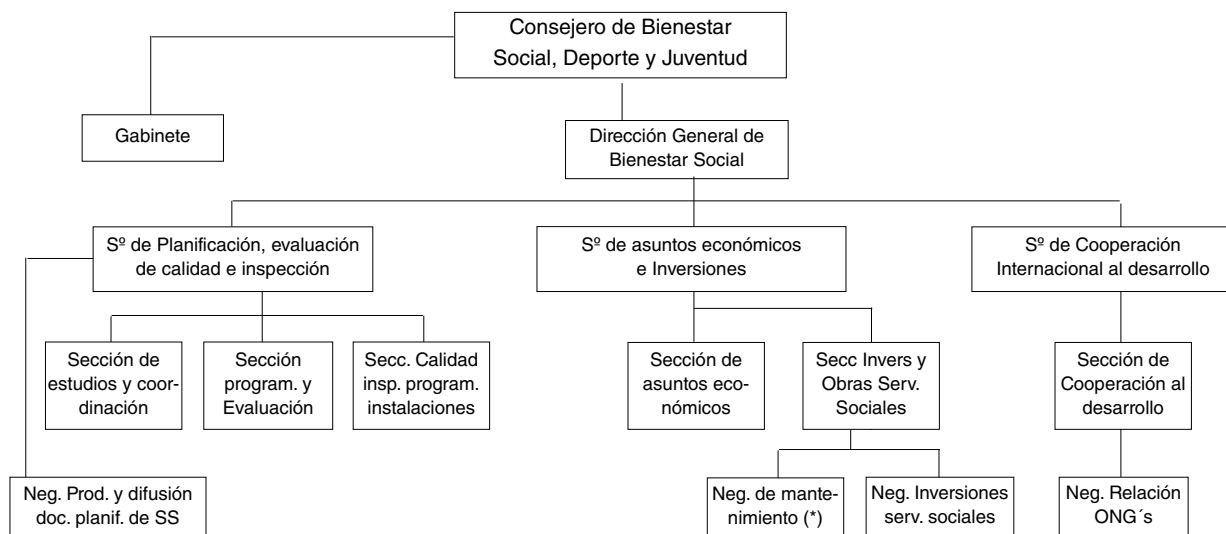 Consejero de Bienestar
Social, Deporte y Juventud
Gabinete
Dirección General de
Bienestar Social
Sº de Planificación, evaluación
de calidad e inspección
Sº de asuntos económicos
e Inversiones
Sº de Cooperación
Internacional al desarrollo
Sección de
estudios y coor-
dinación
Sección
program. y
Evaluación
Secc. Calidad
insp. program.
instalaciones
Sección de
asuntos eco-
nómicos
Secc Invers y
Obras Serv.
Sociales
Sección de
Cooperación al
desarrollo
Neg. Prod. y difusión
doc. planif. de SS
Neg. de mante-
nimiento (*)
Neg. Inversiones
serv. sociales
Neg. Relación
ONG´s